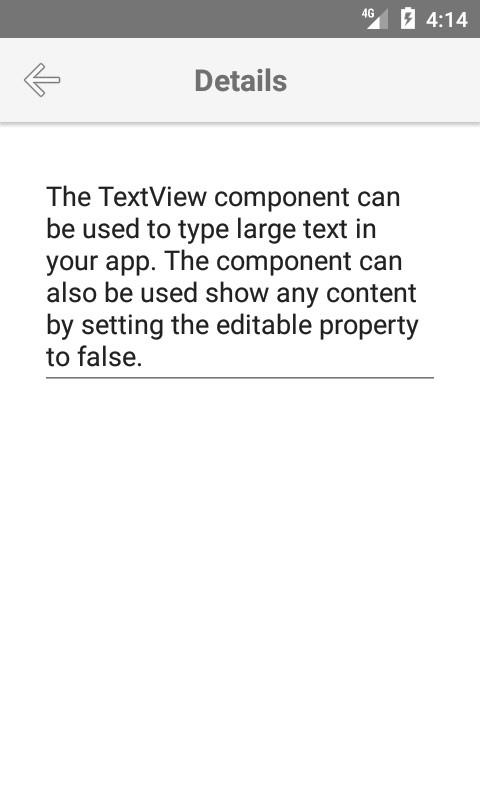 4G 4:14
Details
The TextView component can
be used to type large text in
your app. The component can
also be used show any content
by setting the editable property
to false.